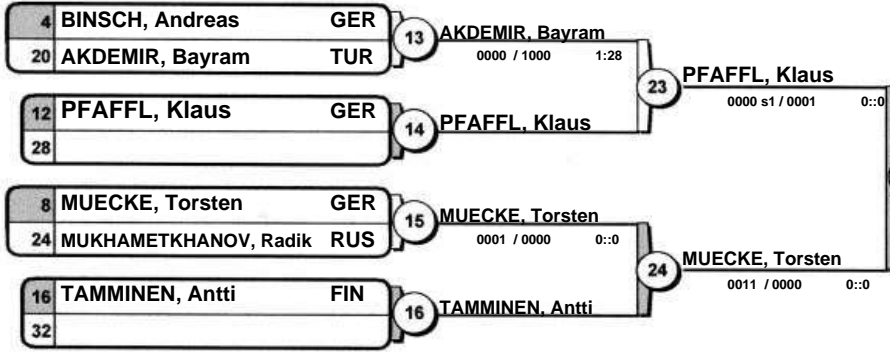 4 BINSCH, Andreas GER
20 AKDEMIR, Bayram TUR
13
AKDEMIR, Bayram
0000 / 1000 1:28
12 PFAFFL, Klaus GER
28
14
PFAFFL, Klaus
23
PFAFFL, Klaus
0000 s1 / 0001 0::0
8 MUECKE, Torsten GER
24 MUKHAMETKHANOV, Radik RUS
15
MUECKE, Torsten
0001 / 0000 0::0
16 TAMMINEN, Antti FIN
32
16
TAMMINEN, Antti
24
MUECKE, Torsten
0011 / 0000 0::0